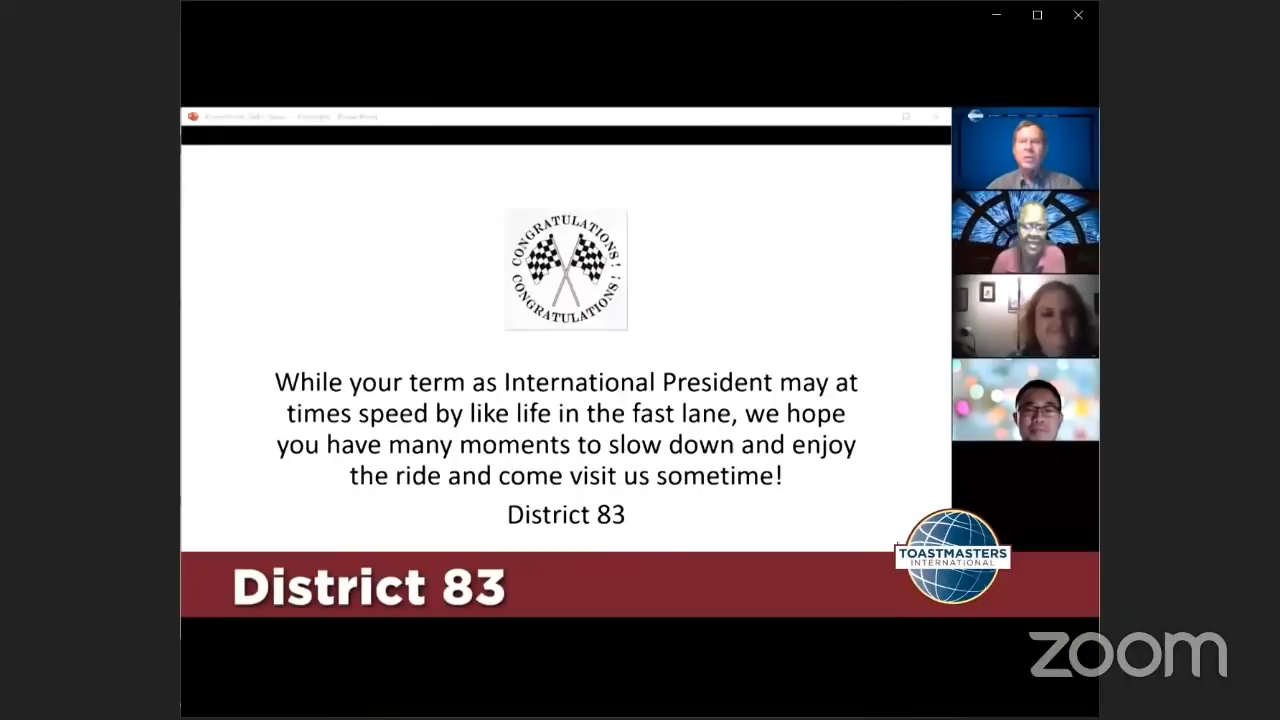 CONGRATULATIONS!
CONGRATULATIONS!
While your term as International President may at
times speed by like life in the fast lane, we hope
you have many moments to slow down and enjoy
the ride and come visit us sometime!
District 83
TOASTMASTERS
INTERNATIONAL
District 83
zoom